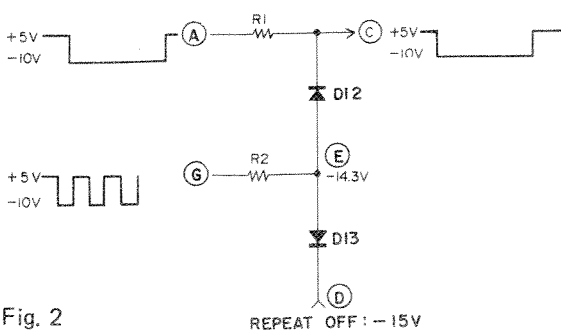 R1
+5V
A
C
+5V
-10V
-10V
D12
R2
E
+5V
G
-14.3V
-10V
D13
D
Fig. 2
REPEAT OFF : -15V